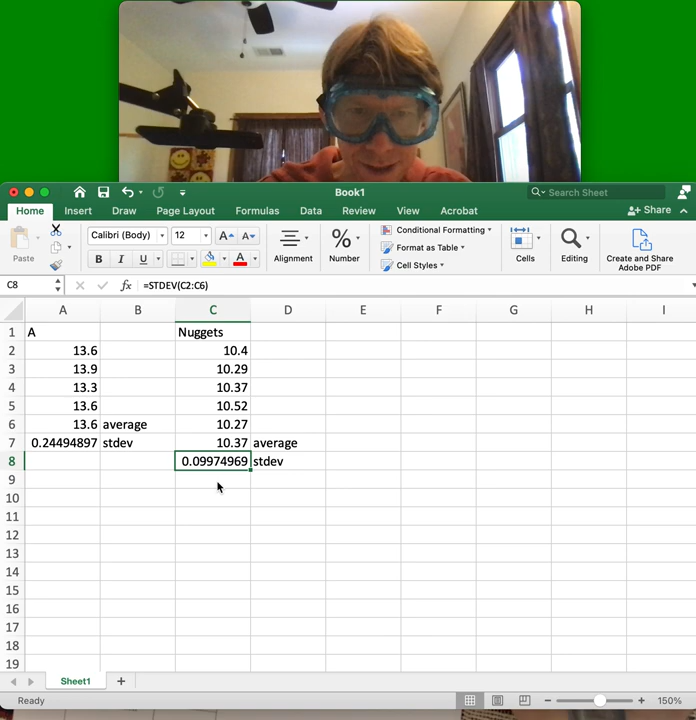 Book1
Search Sheet
Home Insert Draw Page Layout Formulas Data Review View Acrobat
Share
Paste
Calibri (Body) 12 A A
B I U A
Alignment
%
Number
Conditional Formatting
Format as Table
Cell Styles
Cells
Editing
Create and Share
Adobe PDF
C8 fx =STDEV(C2:C6)
A B C D E F G H I
1 A Nuggets
2 13.6 10.4
3 13.9 10.29
4 13.3 10.37
5 13.6 10.52
6 13.6 average 10.27
7 0.24494897 stdev 10.37 average
8 0.09974969 stdev
9
10
11
12
13
14
15
16
17
18
19
Sheet1 +
Ready
150%